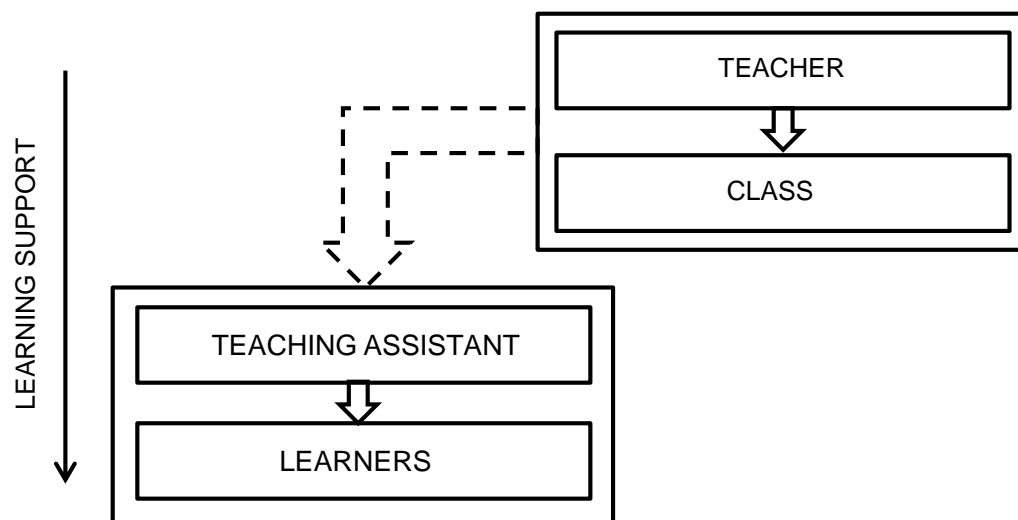 TEACHER
CLASS
LEARNING SUPPORT
TEACHING ASSISTANT
LEARNERS